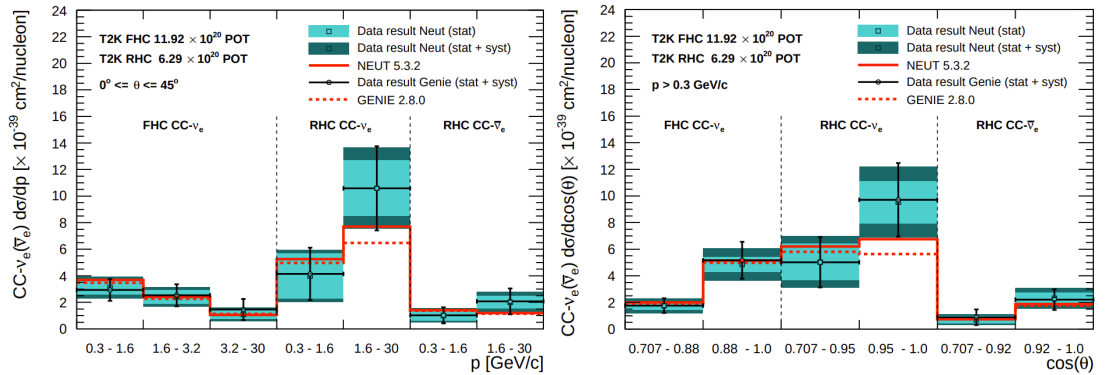 24
22
20
18
16
14
12
10
8
6
4
2
0
CC-νe(ν̅e) dσ/dp [× 10⁻³⁹ cm²/nucleon]
T2K FHC 11.92 × 10²⁰ POT
T2K RHC 6.29 × 10²⁰ POT
0° <= θ <= 45°
Data result Neut (stat)
Data result Neut (stat + syst)
NEUT 5.3.2
Data result Genie (stat + syst)
GENIE 2.8.0
FHC CC-νe
RHC CC-νe
RHC CC-ν̅e
0.3 - 1.6 1.6 - 3.2 3.2 - 30 0.3 - 1.6 1.6 - 30 0.3 - 1.6 1.6 - 30
p [GeV/c]
24
22
20
18
16
14
12
10
8
6
4
2
0
CC-νe(ν̅e) dσ/dcos(θ) [× 10⁻³⁹ cm²/nucleon]
T2K FHC 11.92 × 10²⁰ POT
T2K RHC 6.29 × 10²⁰ POT
p > 0.3 GeV/c
Data result Neut (stat)
Data result Neut (stat + syst)
NEUT 5.3.2
Data result Genie (stat + syst)
GENIE 2.8.0
FHC CC-νe
RHC CC-νe
RHC CC-ν̅e
0.707 - 0.88 0.88 - 1.0 0.707 - 0.95 0.95 - 1.0 0.707 - 0.92 0.92 - 1.0
cos(θ)